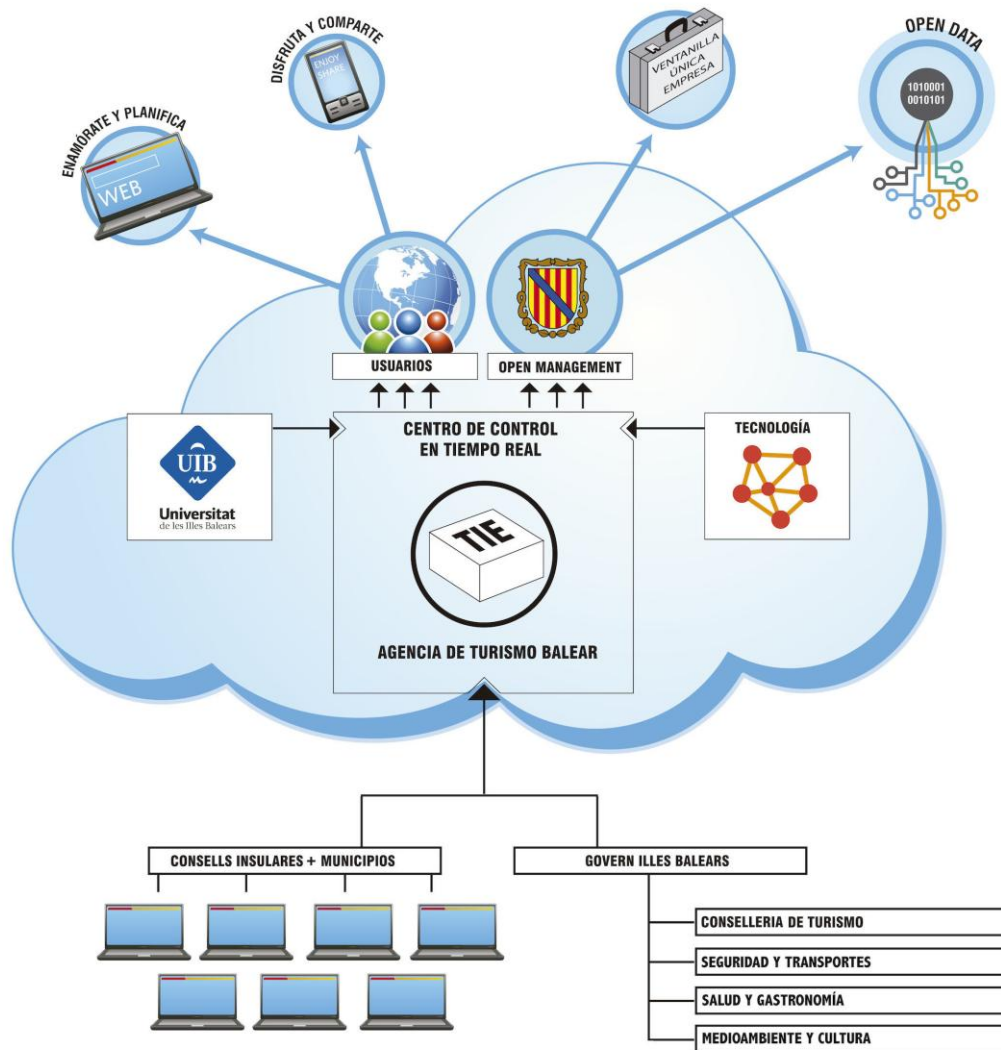 ENAMÓRATE Y PLANIFICA
WEB
DISFRUTA Y COMPARTE
ENJOY
SHARE
VENTANILLA
ÚNICA
EMPRESA
OPEN DATA
1010001
0010101
USUARIOS
OPEN MANAGEMENT
UIB
Universitat
de les Illes Balears
CENTRO DE CONTROL
EN TIEMPO REAL
TIE
AGENCIA DE TURISMO BALEAR
TECNOLOGÍA
CONSELLS INSULARES + MUNICIPIOS
GOVERN ILLES BALEARS
CONSELLERIA DE TURISMO
SEGURIDAD Y TRANSPORTES
SALUD Y GASTRONOMÍA
MEDIOAMBIENTE Y CULTURA